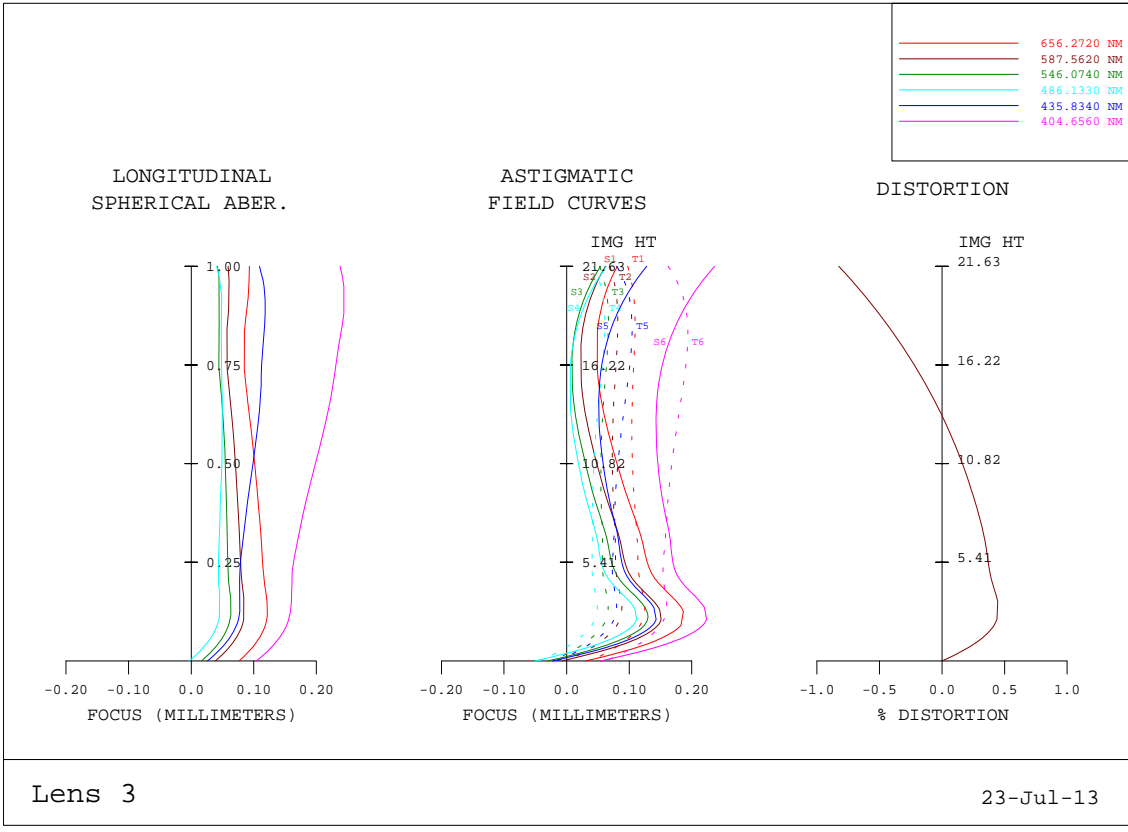 656.2720 NM
587.5620 NM
546.0740 NM
486.1330 NM
435.8340 NM
404.6560 NM
LONGITUDINAL
SPHERICAL ABER.
1.00
0.75
0.50
0.25
-0.20 -0.10 0.0 0.10 0.20
FOCUS (MILLIMETERS)
ASTIGMATIC
FIELD CURVES
IMG HT
S1 T1
21.63
S2 T2
S3 T3
S4 T4
S5 T5
S6 T6
16.22
10.82
5.41
-0.20 -0.10 0.0 0.10 0.20
FOCUS (MILLIMETERS)
DISTORTION
IMG HT
21.63
16.22
10.82
5.41
-1.0 -0.5 0.0 0.5 1.0
% DISTORTION
Lens 3
23-Jul-13